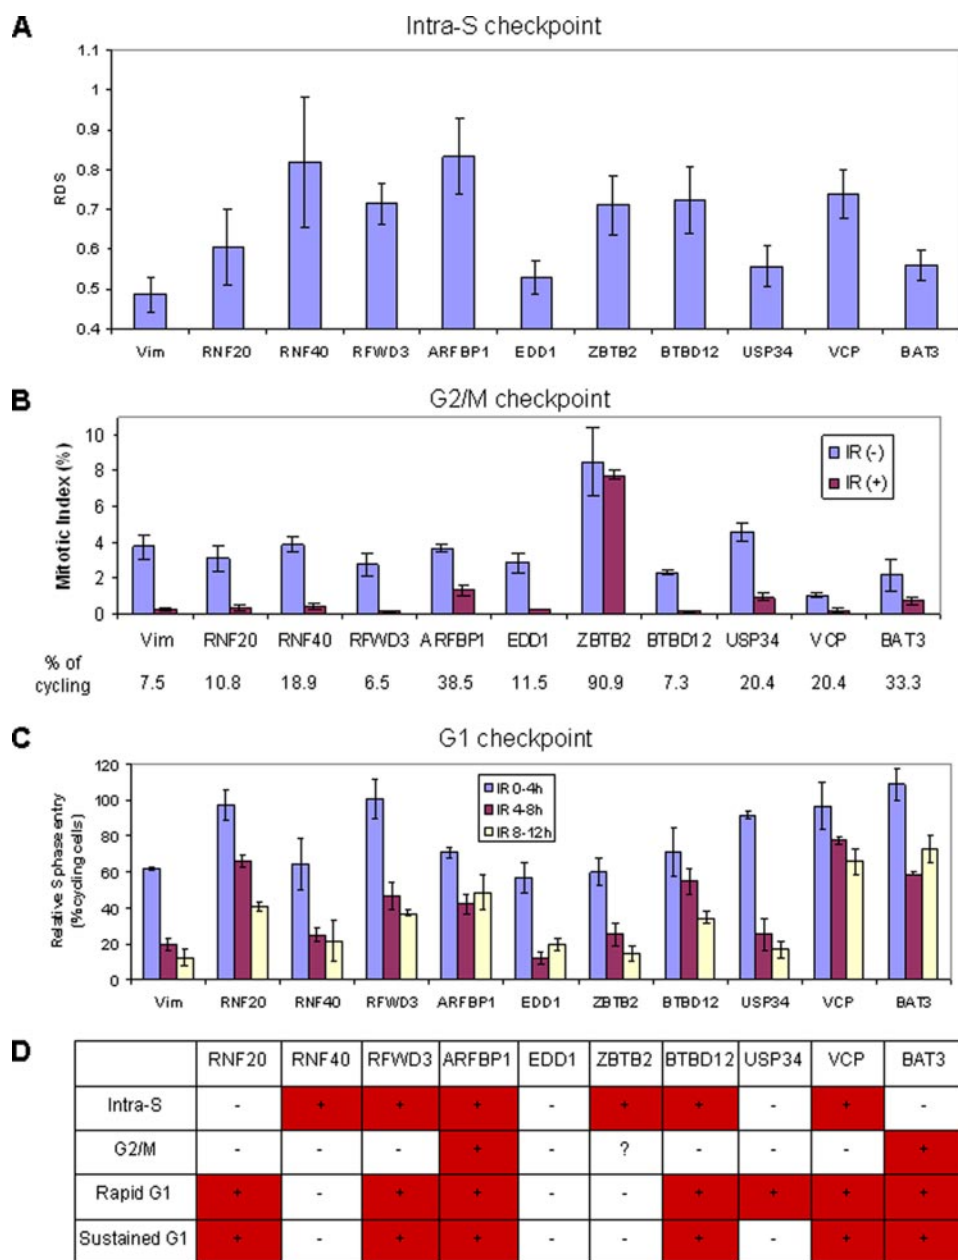 A
Intra-S checkpoint
1.1
1
0.9
0.8
0.7
0.6
0.5
0.4
RDS
Vim RNF20 RNF40 RFWD3 ARFBP1 EDD1 ZBTB2 BTBD12 USP34 VCP BAT3
B
G2/M checkpoint
10
8
6
4
2
0
Mitotic Index (%)
IR (-)
IR (+)
Vim RNF20 RNF40 RFWD3 ARFBP1 EDD1 ZBTB2 BTBD12 USP34 VCP BAT3
% of cycling 7.5 10.8 18.9 6.5 38.5 11.5 90.9 7.3 20.4 20.4 33.3
C
G1 checkpoint
120
100
80
60
40
20
0
Relative S phase entry
(% cycling cells)
IR 0-4h
IR 4-8h
IR 8-12h
Vim RNF20 RNF40 RFWD3 ARFBP1 EDD1 ZBTB2 BTBD12 USP34 VCP BAT3
D
RNF20 RNF40 RFWD3 ARFBP1 EDD1 ZBTB2 BTBD12 USP34 VCP BAT3
Intra-S - + + + - + + - + -
G2/M - - - + - ? - - - +
Rapid G1 + - + + - - + + + +
Sustained G1 + - + + - - + - + +